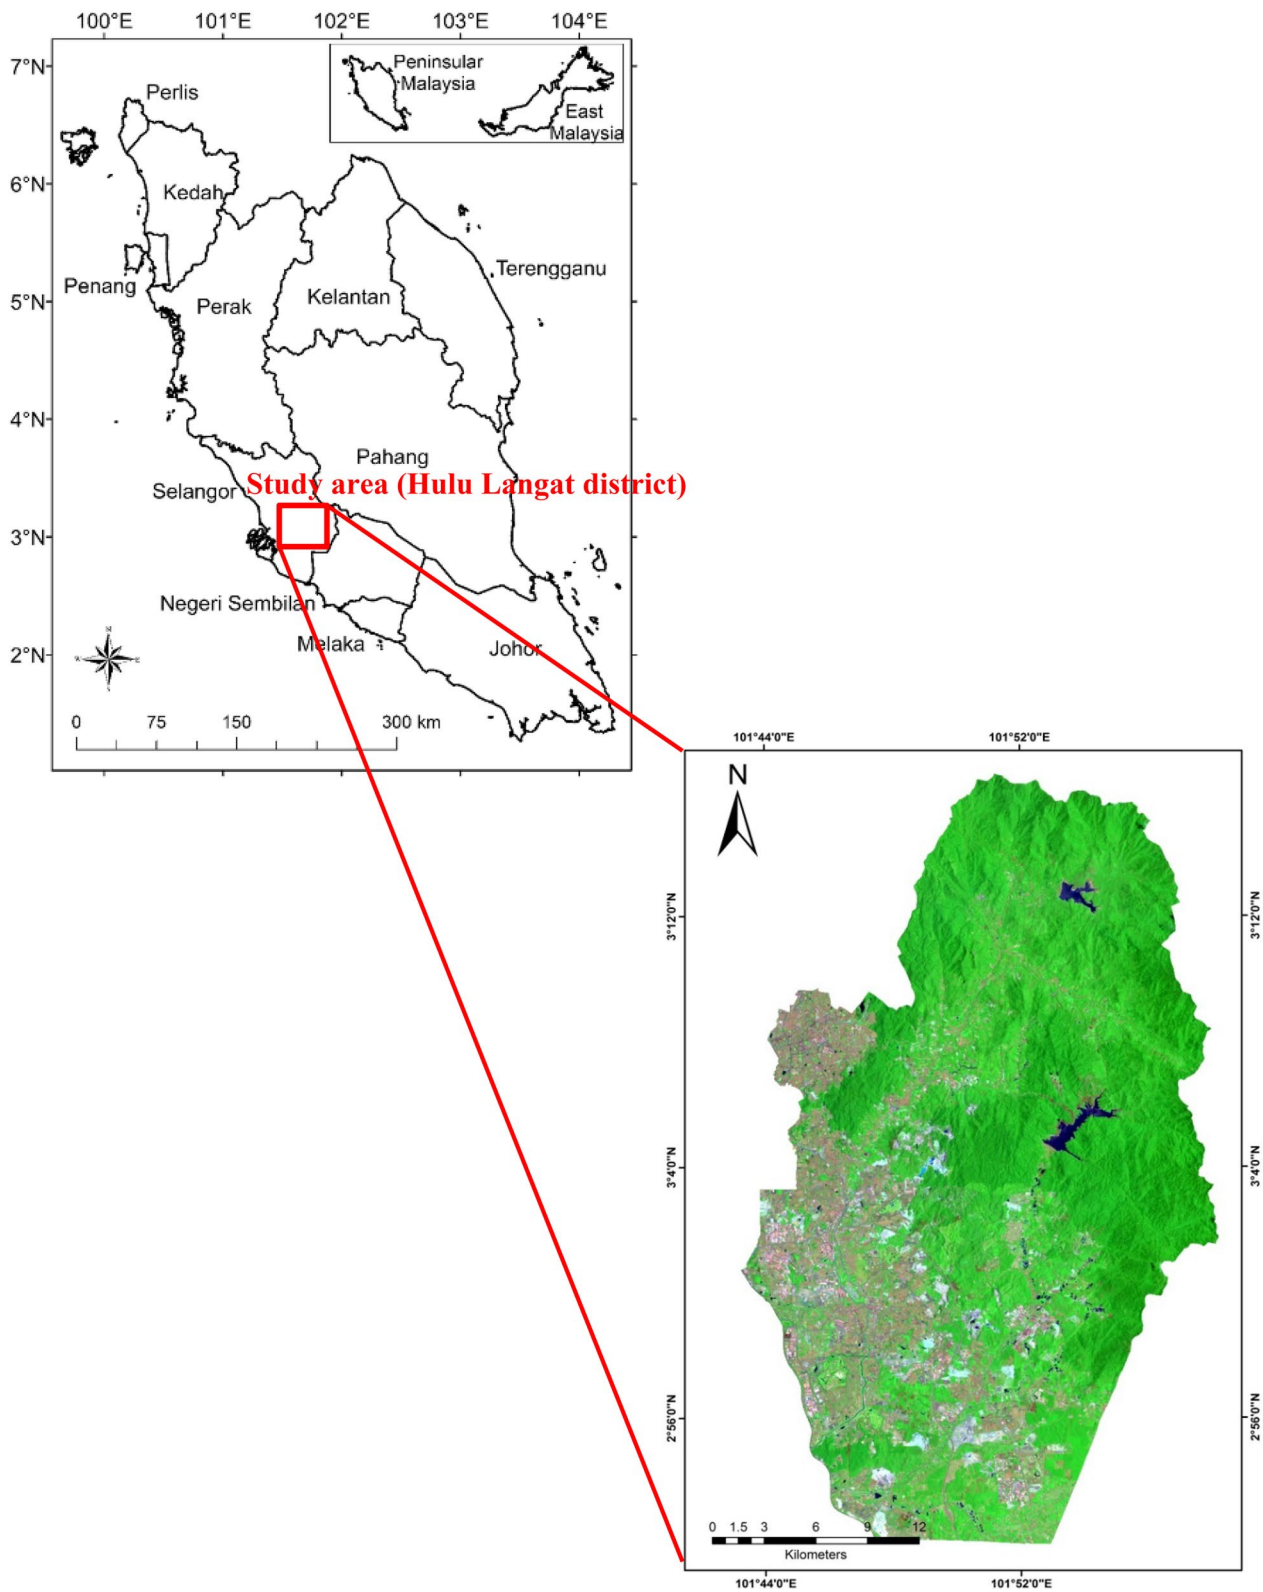 100°E 101°E 102°E 103°E 104°E
7°N
6°N
5°N
4°N
3°N
2°N
Peninsular
Malaysia
East
Malaysia
Perlis
Kedah
Penang
Perak
Kelantan
Terengganu
Pahang
Selangor
Study area (Hulu Langat district)
Negeri Sembilan
Melaka
Johor
N
W E
S
0 75 150 300 km
101°44'0"E 101°52'0"E
N
3°12'0"N 3°12'0"N
3°4'0"N 3°4'0"N
2°56'0"N 2°56'0"N
0 1.5 3 6 9 12
Kilometers
101°44'0"E 101°52'0"E